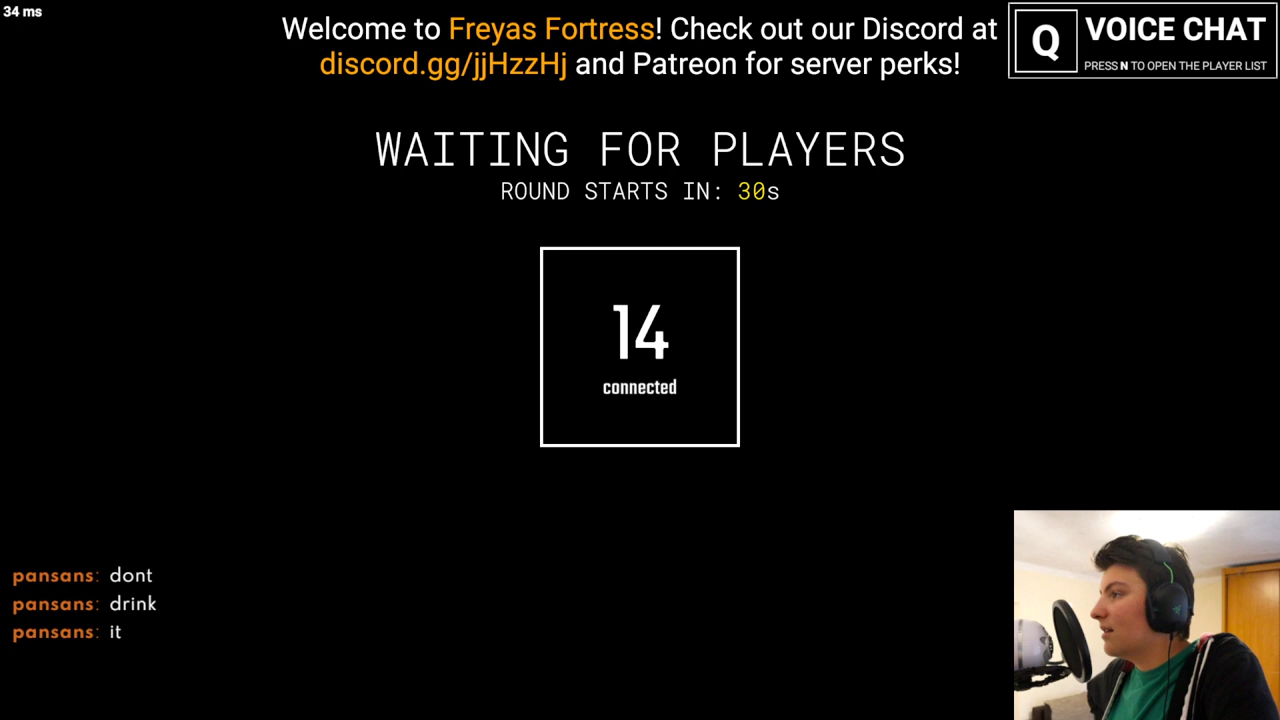 34 ms
Welcome to Freyas Fortress! Check out our Discord at
discord.gg/jjHzzHj and Patreon for server perks!
Q
VOICE CHAT
PRESS N TO OPEN THE PLAYER LIST
WAITING FOR PLAYERS
ROUND STARTS IN: 30s
14
connected
pansans: dont
pansans: drink
pansans: it